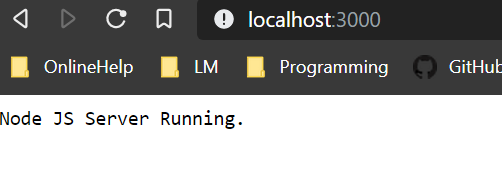 localhost:3000
OnlineHelp LM Programming GitHub
Node JS Server Running.